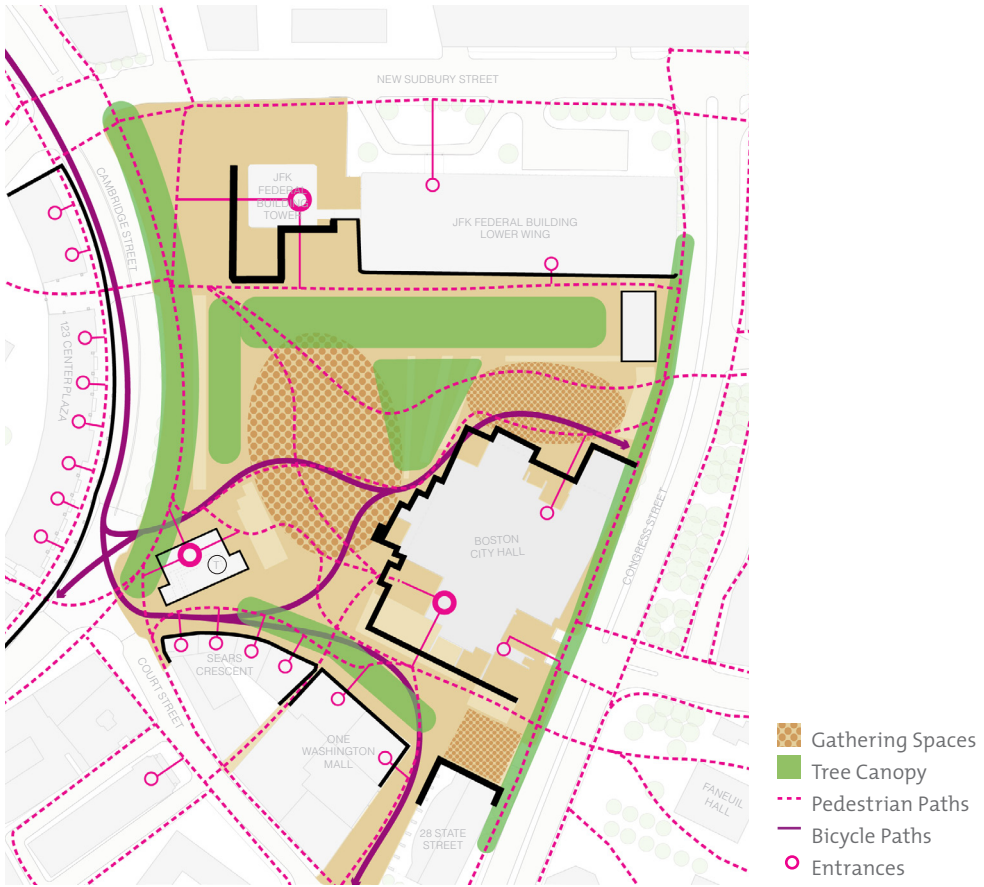 NEW SUDBURY STREET
JFK
FEDERAL
BUILDING
TOWER
JFK FEDERAL BUILDING
LOWER WING
CAMBRIDGE STREET
123 CENTER PLAZA
BOSTON
CITY HALL
T
CONGRESS STREET
SEARS
CRESCENT
COURT STREET
ONE
WASHINGTON
MALL
28 STATE
STREET
FANEUIL
HALL
Gathering Spaces
Tree Canopy
Pedestrian Paths
Bicycle Paths
Entrances